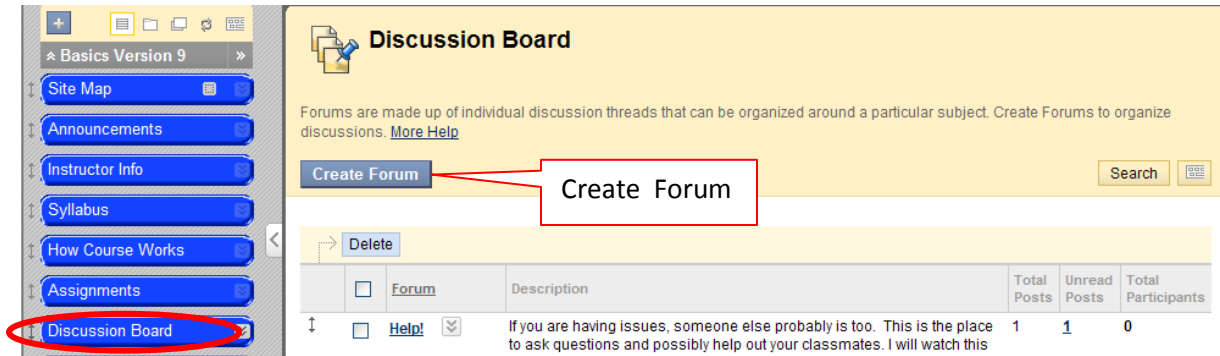 Basics Version 9
Site Map
Announcements
Instructor Info
Syllabus
How Course Works
Assignments
Discussion Board
Discussion Board
Forums are made up of individual discussion threads that can be organized around a particular subject. Create Forums to organize
discussions. More Help
Create Forum
Create Forum
Search
Delete
Forum Description Total Posts Unread Posts Total Participants
Help! If you are having issues, someone else probably is too. This is the place 1 1 0
to ask questions and possibly help out your classmates. I will watch this